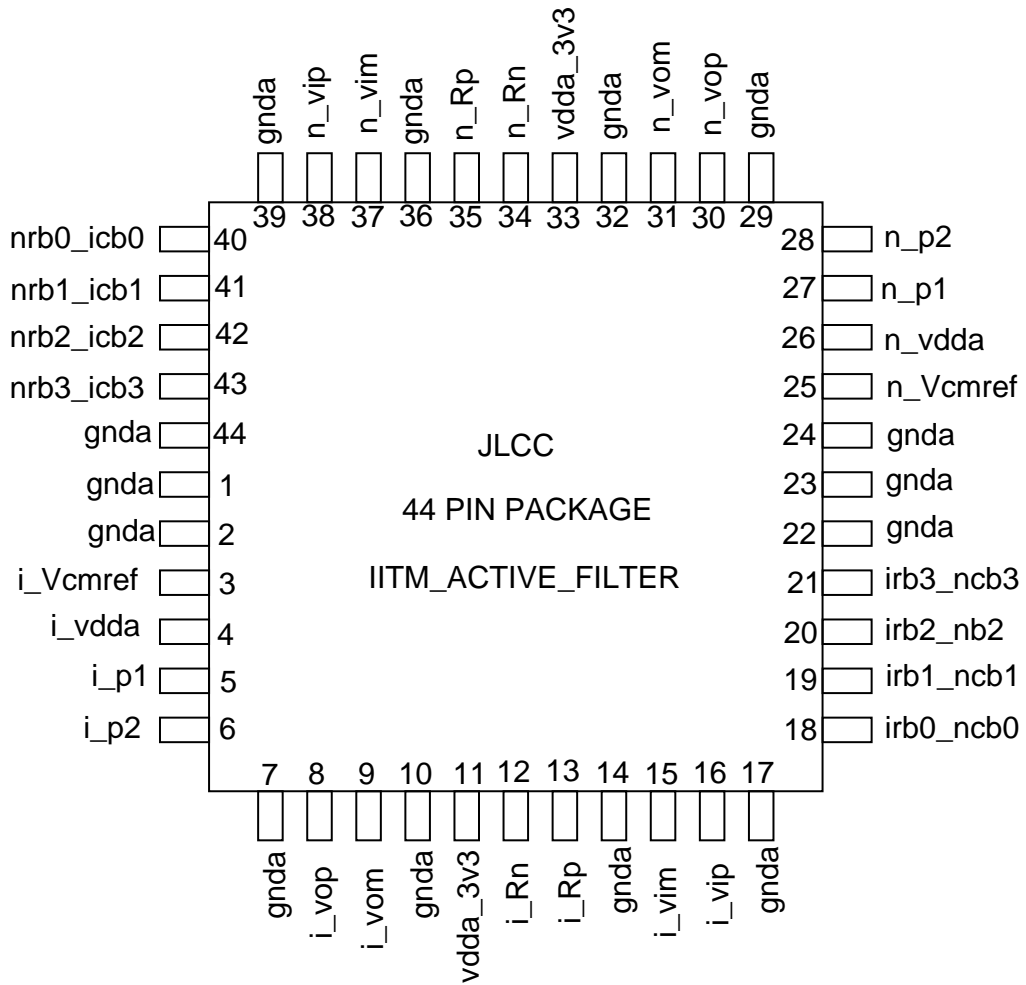 gnda
n_vip
n_vim
gnda
n_Rp
n_Rn
vdda_3v3
gnda
n_vom
n_vop
gnda
39 38 37 36 35 34 33 32 31 30 29
nrb0_icb0 40
nrb1_icb1 41
nrb2_icb2 42
nrb3_icb3 43
gnda 44
gnda 1
gnda 2
i_Vcmref 3
i_vdda 4
i_p1 5
i_p2 6
JLCC
44 PIN PACKAGE
IITM_ACTIVE_FILTER
28 n_p2
27 n_p1
26 n_vdda
25 n_Vcmref
24 gnda
23 gnda
22 gnda
21 irb3_ncb3
20 irb2_nb2
19 irb1_ncb1
18 irb0_ncb0
7 8 9 10 11 12 13 14 15 16 17
gnda
i_vop
i_vom
gnda
vdda_3v3
i_Rn
i_Rp
gnda
i_vim
i_vip
gnda